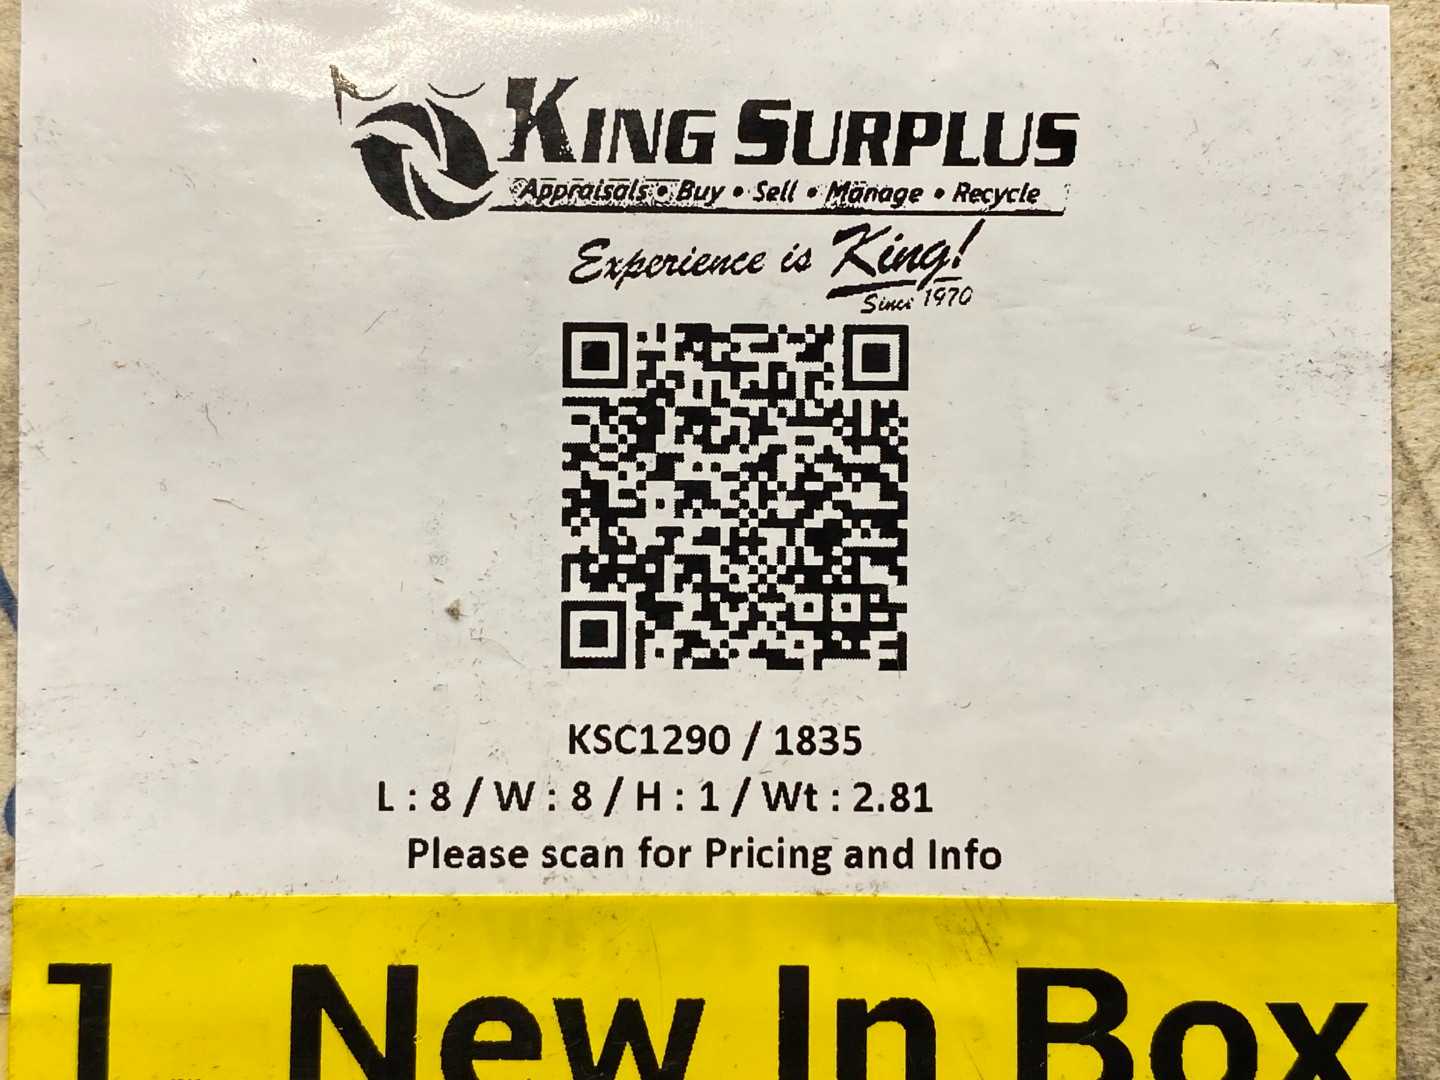 KING SURPLUS
Appraisals • Buy • Sell • Manage • Recycle
Experience is King!
Since 1970
KSC1290 / 1835
L : 8 / W : 8 / H : 1 / Wt : 2.81
Please scan for Pricing and Info
1 New In Box